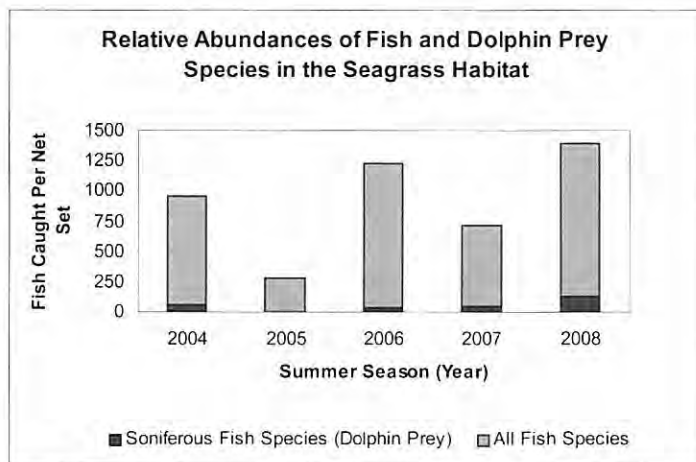 Relative Abundances of Fish and Dolphin Prey
Species in the Seagrass Habitat
Fish Caught Per Net
Set
1500
1250
1000
750
500
250
0
2004 2005 2006 2007 2008
Summer Season (Year)
Soniferous Fish Species (Dolphin Prey) All Fish Species